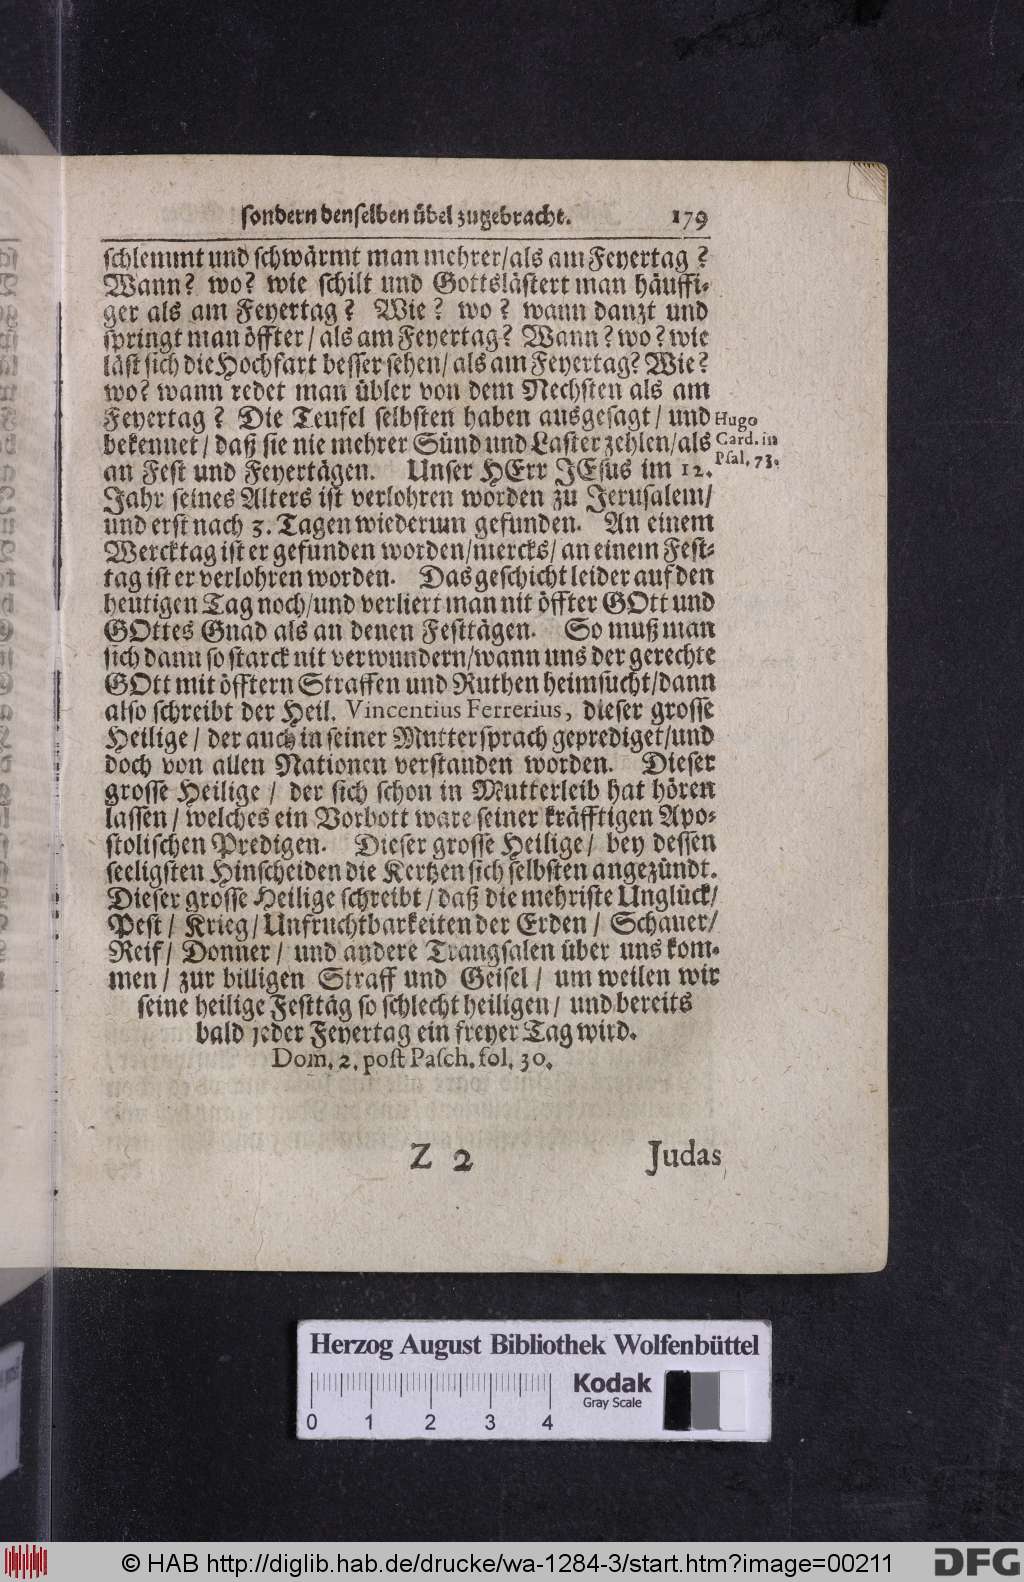 sondern denselben übel zugebracht. 179
schlemmt und schwärmt man mehrer/als am Feyertag?
Wann? wo? wie schilt und Gottslästert man häuffi-
ger als am Feyertag? Wie? wo? wann danzt und
springt man öffter/als am Feyertag? Wann? wo? wie
läst sich die Hochfart besser sehen/als am Feyertag? Wie?
wo? wann redet man übler von dem Nechsten als am
Feyertag? Die Teufel selbsten haben ausgesagt/und
bekennet/daß sie nie mehrer Sünd und Laster zehlen/als
an Fest und Feyertägen. Unser HErr JEsus im 12.
Hugo
Card. in
Psal. 73.
Jahr seines Alters ist verlohren worden zu Jerusalem/
und erst nach 3. Tagen wiederum gefunden. An einem
Wercktag ist er gefunden worden/mercks/an einem Fest-
tag ist er verlohren worden. Das geschicht leider auf den
heutigen Tag noch/und verliert man nit öffter GOtt und
GOttes Gnad als an denen Festtägen. So muß man
sich dann so starck nit verwundern/wann uns der gerechte
GOtt mit öfftern Straffen und Ruthen heimsucht/dann
also schreibt der Heil. Vincentius Ferrerius, dieser grosse
Heilige/der auch in seiner Muttersprach geprediget/und
doch von allen Nationen verstanden worden. Dieser
grosse Heilige/der sich schon in Mutterleib hat hören
lassen/welches ein Vorbott ware seiner kräfftigen Apo-
stolischen Predigen. Dieser grosse Heilige/bey dessen
seeligsten Hinscheiden die Kertzen sich selbsten angezündt.
Dieser grosse Heilige schreibt/daß die mehriste Unglück/
Pest/Krieg/Unfruchtbarkeiten der Erden/Schauer/
Reif/Donner/und andere Trangsalen über uns kom-
men/zur billigen Straff und Geisel/um weilen wir
seine heilige Festtäg so schlecht heiligen/und bereits
bald jeder Feyertag ein freyer Tag wird.
Dom. 2. post Pasch. fol. 30.
Z 2 Judas
Herzog August Bibliothek Wolfenbüttel
Kodak
Gray Scale
0 1 2 3 4
© HAB http://diglib.hab.de/drucke/wa-1284-3/start.htm?image=00211
DFG